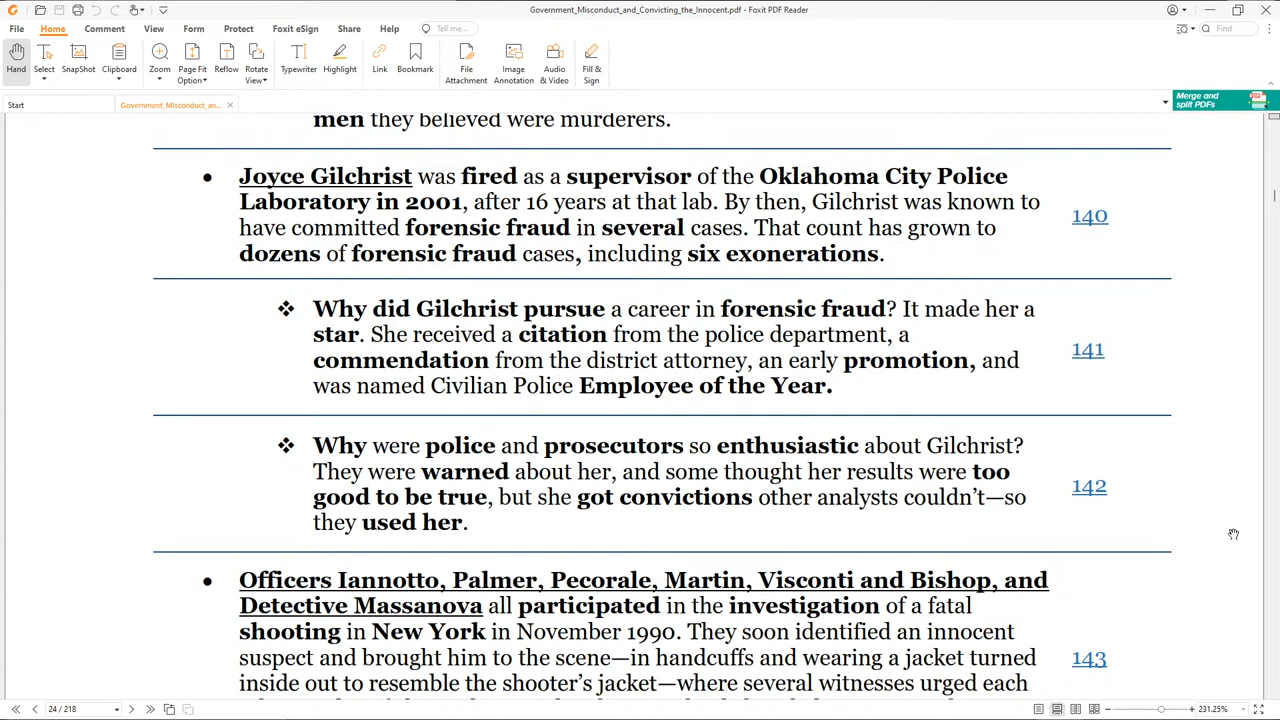 Government_Misconduct_and_Convicting_the_Innocent.pdf - Foxit PDF Reader
File Home Comment View Form Protect Foxit eSign Share Help Tell me... Find
Hand Select SnapShot Clipboard Zoom Page Fit Option Reflow Rotate View Typewriter Highlight Link Bookmark File Attachment Image Annotation Audio & Video Fill & Sign
Start Government_Misconduct_an... Merge and split PDFs
men they believed were murderers.
• Joyce Gilchrist was fired as a supervisor of the Oklahoma City Police
Laboratory in 2001, after 16 years at that lab. By then, Gilchrist was known to
140
have committed forensic fraud in several cases. That count has grown to
dozens of forensic fraud cases, including six exonerations.
❖ Why did Gilchrist pursue a career in forensic fraud? It made her a
star. She received a citation from the police department, a
141
commendation from the district attorney, an early promotion, and
was named Civilian Police Employee of the Year.
❖ Why were police and prosecutors so enthusiastic about Gilchrist?
They were warned about her, and some thought her results were too
142
good to be true, but she got convictions other analysts couldn't—so
they used her.
• Officers Iannotto, Palmer, Pecorale, Martin, Visconti and Bishop, and
Detective Massanova all participated in the investigation of a fatal
shooting in New York in November 1990. They soon identified an innocent
suspect and brought him to the scene—in handcuffs and wearing a jacket turned
143
inside out to resemble the shooter's jacket—where several witnesses urged each
24 / 218 231.25%